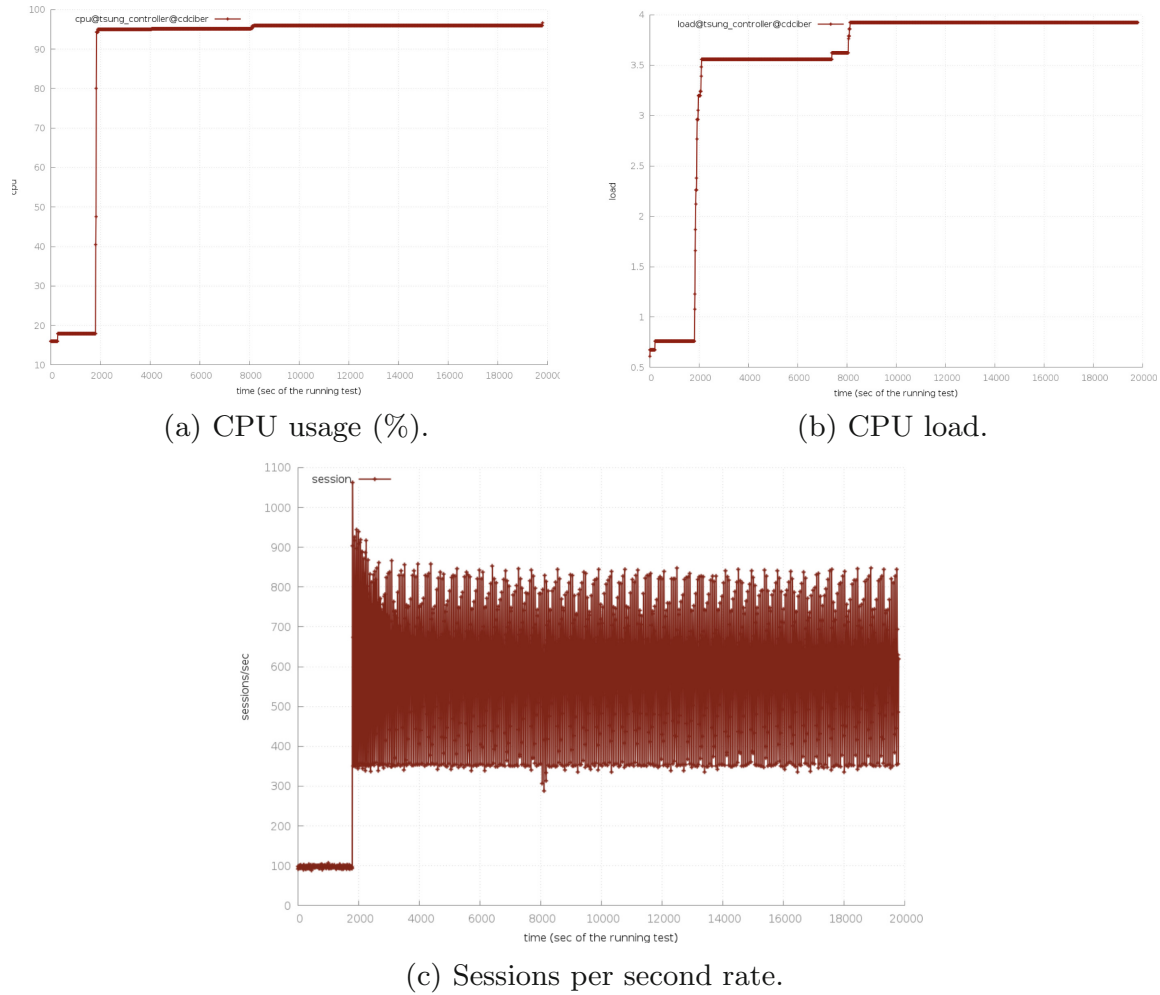 cpu@tsung_controller@cdciber
100
90
80
70
60
50
40
30
20
10
cpu
0 2000 4000 6000 8000 10000 12000 14000 16000 18000 20000
time (sec of the running test)
(a) CPU usage (%).
load@tsung_controller@cdciber
4
3.5
3
2.5
2
1.5
1
0.5
load
0 2000 4000 6000 8000 10000 12000 14000 16000 18000 20000
time (sec of the running test)
(b) CPU load.
session
1100
1000
900
800
700
600
500
400
300
200
100
0
sessions/sec
0 2000 4000 6000 8000 10000 12000 14000 16000 18000 20000
time (sec of the running test)
(c) Sessions per second rate.